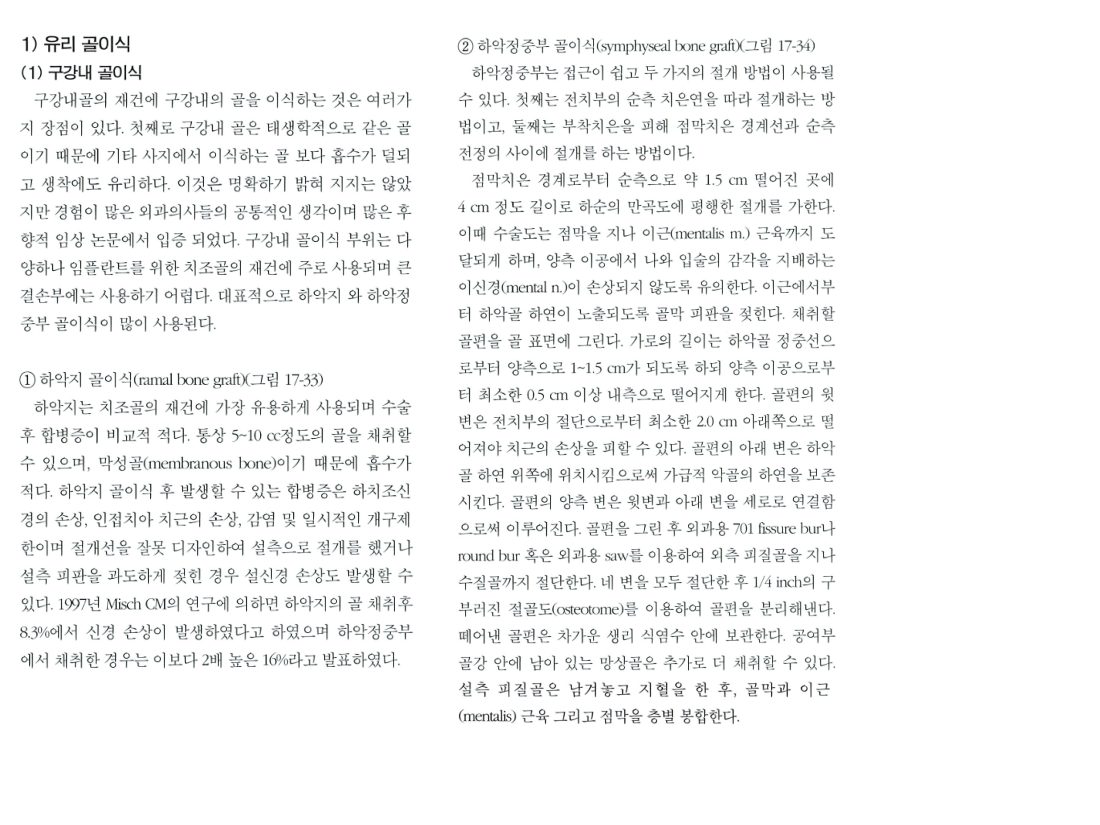 1) 유리 골이식
(1) 구강내 골이식
구강내골의 재건에 구강내의 골을 이식하는 것은 여러가
지 장점이 있다. 첫째로 구강내 골은 태생학적으로 같은 골
이기 때문에 기타 사지에서 이식하는 골 보다 흡수가 덜되
고 생착에도 유리하다. 이것은 명확하기 밝혀 지지는 않았
지만 경험이 많은 외과의사들의 공통적인 생각이며 많은 후
향적 임상 논문에서 입증 되었다. 구강내 골이식 부위는 다
양하나 임플란트를 위한 치조골의 재건에 주로 사용되며 큰
결손부에는 사용하기 어렵다. 대표적으로 하악지 와 하악정
중부 골이식이 많이 사용된다.
① 하악지 골이식(ramal bone graft)(그림 17-33)
하악지는 치조골의 재건에 가장 유용하게 사용되며 수술
후 합병증이 비교적 적다. 통상 5~10 cc정도의 골을 채취할
수 있으며, 막성골(membranous bone)이기 때문에 흡수가
적다. 하악지 골이식 후 발생할 수 있는 합병증은 하치조신
경의 손상, 인접치아 치근의 손상, 감염 및 일시적인 개구제
한이며 절개선을 잘못 디자인하여 설측으로 절개를 했거나
설측 피판을 과도하게 젖힌 경우 설신경 손상도 발생할 수
있다. 1997년 Misch CM의 연구에 의하면 하악지의 골 채취후
8.3%에서 신경 손상이 발생하였다고 하였으며 하악정중부
에서 채취한 경우는 이보다 2배 높은 16%라고 발표하였다.
② 하악정중부 골이식(symphyseal bone graft)(그림 17-34)
하악정중부는 접근이 쉽고 두 가지의 절개 방법이 사용될
수 있다. 첫째는 전치부의 순측 치은연을 따라 절개하는 방
법이고, 둘째는 부착치은을 피해 점막치은 경계선과 순측
전정의 사이에 절개를 하는 방법이다.
점막치은 경계로부터 순측으로 약 1.5 cm 떨어진 곳에
4 cm 정도 길이로 하순의 만곡도에 평행한 절개를 가한다.
이때 수술도는 점막을 지나 이근(mentalis m.) 근육까지 도
달되게 하며, 양측 이공에서 나와 입술의 감각을 지배하는
이신경(mental n.)이 손상되지 않도록 유의한다. 이근에서부
터 하악골 하연이 노출되도록 골막 피판을 젖힌다. 채취할
골편을 골 표면에 그린다. 가로의 길이는 하악골 정중선으
로부터 양측으로 1~1.5 cm가 되도록 하되 양측 이공으로부
터 최소한 0.5 cm 이상 내측으로 떨어지게 한다. 골편의 윗
변은 전치부의 절단으로부터 최소한 2.0 cm 아래쪽으로 떨
어져야 치근의 손상을 피할 수 있다. 골편의 아래 변은 하악
골 하연 위쪽에 위치시킴으로써 가급적 악골의 하연을 보존
시킨다. 골편의 양측 변은 윗변과 아래 변을 세로로 연결함
으로써 이루어진다. 골편을 그린 후 외과용 701 fissure bur나
round bur 혹은 외과용 saw를 이용하여 외측 피질골을 지나
수질골까지 절단한다. 네 변을 모두 절단한 후 1/4 inch의 구
부러진 절골도(osteotome)를 이용하여 골편을 분리해낸다.
떼어낸 골편은 차가운 생리 식염수 안에 보관한다. 공여부
골강 안에 남아 있는 망상골은 추가로 더 채취할 수 있다.
설측 피질골은 남겨놓고 지혈을 한 후, 골막과 이근
(mentalis) 근육 그리고 점막을 층별 봉합한다.